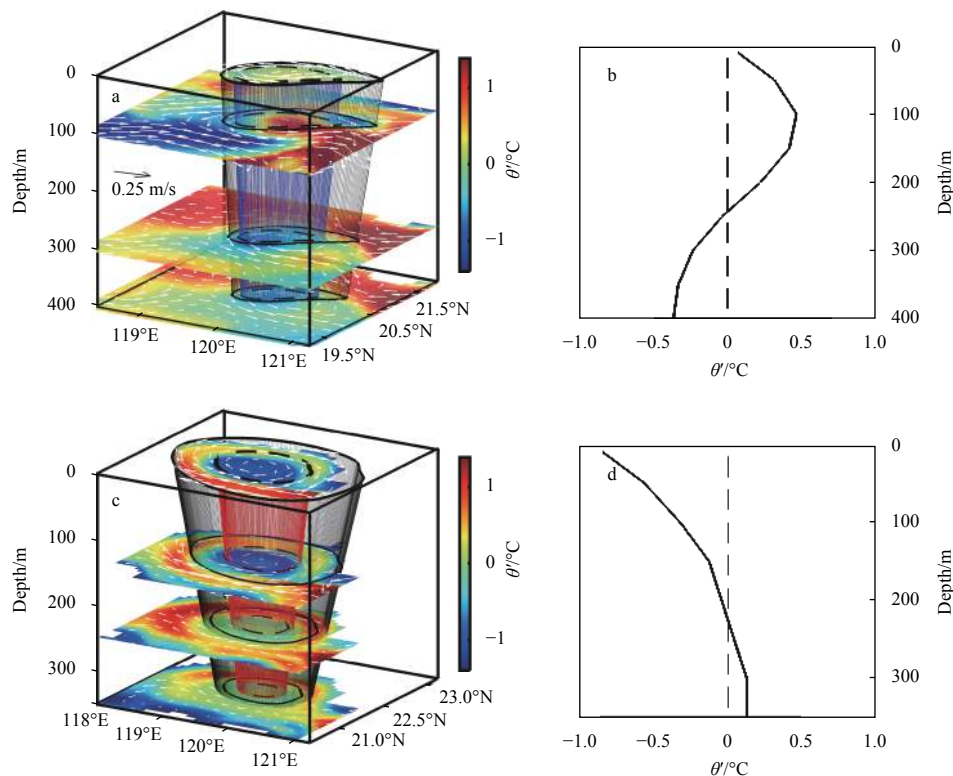 a
Depth/m
0
100
200
300
400
0.25 m/s
119°E
120°E
121°E
19.5°N
20.5°N
21.5°N
1
0
−1
θ′/°C
b
0
100
200
300
400
Depth/m
−1.0
−0.5
0
0.5
1.0
θ′/°C
c
Depth/m
0
100
200
300
118°E
119°E
120°E
121°E
21.0°N
22.5°N
23.0°N
1
0
−1
θ′/°C
d
0
100
200
300
Depth/m
−1.0
−0.5
0
0.5
1.0
θ′/°C